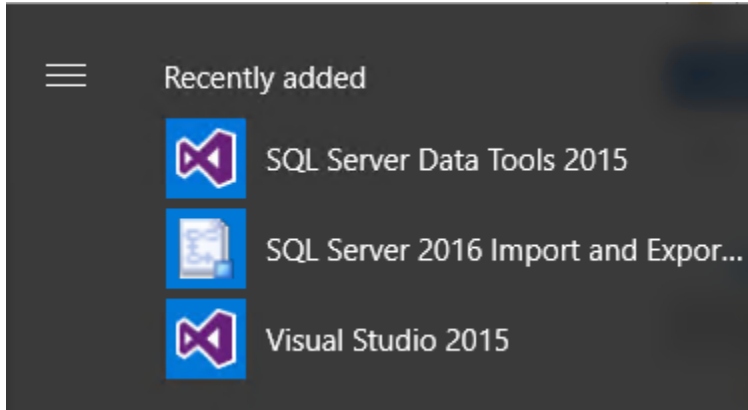 Recently added
SQL Server Data Tools 2015
SQL Server 2016 Import and Expor...
Visual Studio 2015